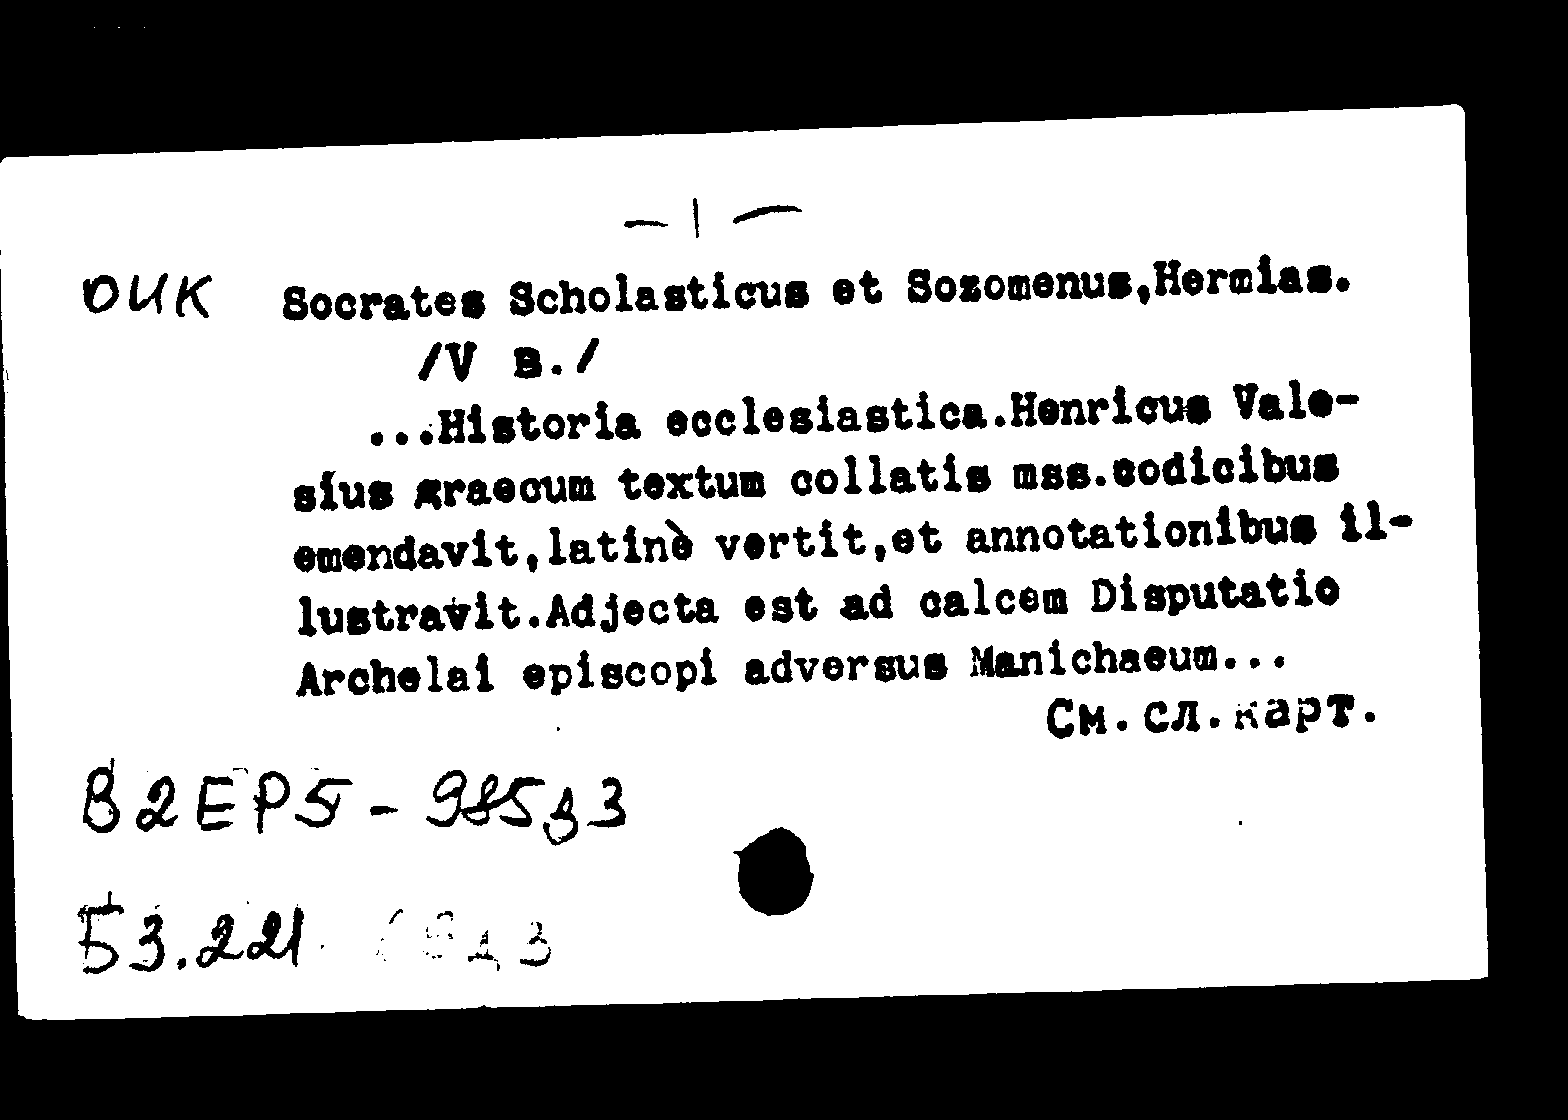 — 1 —
ОИК Socrates Scholasticus et Sozomenus,Hermias.
/V в./
...Historia ecclesiastica.Henricus Vale-
sius graecum textum collatis mss.codicibus
emendavit,latinè vertit,et annotationibus il-
lustravit.Adjecta est ad calcem Disputatio
Archelai episcopi adversus Manichaeum...
См.сл.карт.
В2ЕР5-985
Б3.221